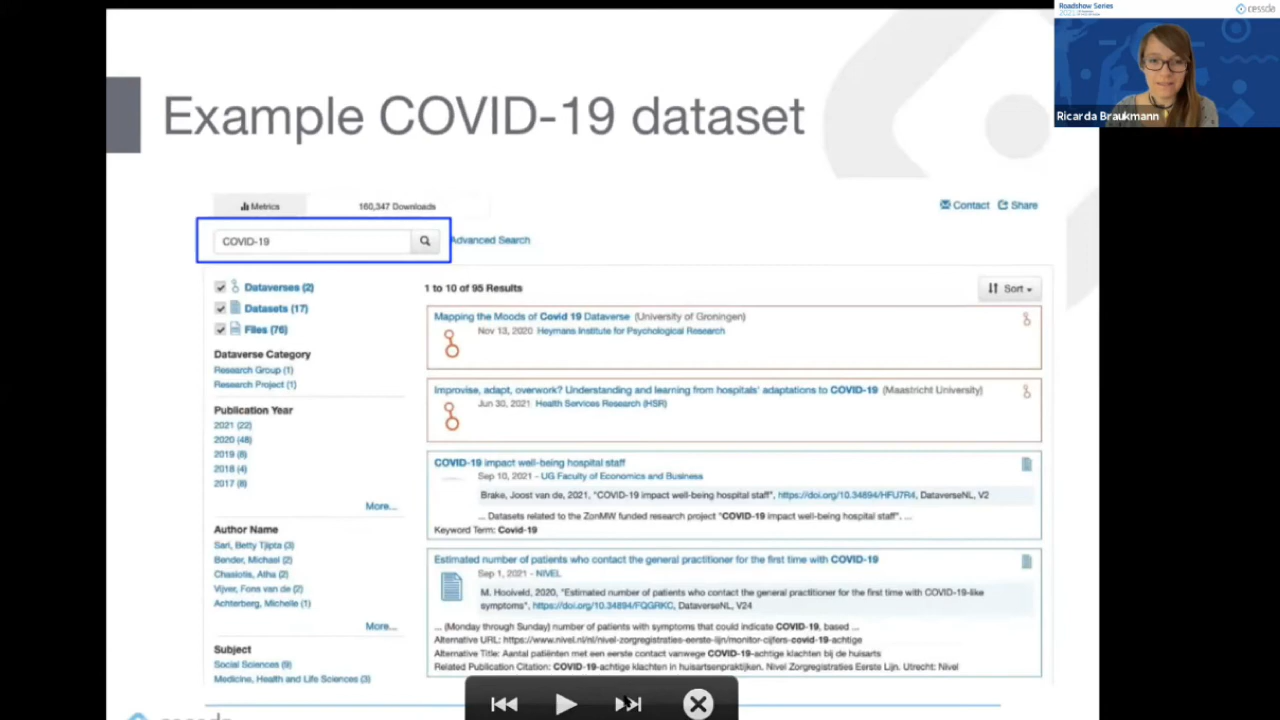 Roadshow Series
2021
cessda
Ricarda Braukmann
Example COVID-19 dataset
Metrics
160,347 Downloads
Contact
Share
COVID-19
Advanced Search
Dataverses (2)
Datasets (17)
Files (76)
1 to 10 of 95 Results
Sort
Dataverse Category
Research Group (1)
Research Project (1)
Publication Year
2021 (22)
2020 (48)
2019 (8)
2018 (4)
2017 (8)
More...
Author Name
Sari, Betty Tjipta (3)
Bender, Michael (2)
Chasiotis, Atha (2)
Vijver, Fons van de (2)
Achterberg, Michelle (1)
More...
Subject
Social Sciences (9)
Medicine, Health and Life Sciences (3)
Mapping the Moods of Covid 19 Dataverse (University of Groningen)
Nov 13, 2020 Heymans Institute for Psychological Research
Improvise, adapt, overwork? Understanding and learning from hospitals' adaptations to COVID-19 (Maastricht University)
Jun 30, 2021 Health Services Research (HSR)
COVID-19 impact well-being hospital staff
Sep 10, 2021 - UG Faculty of Economics and Business
Brake, Joost van de, 2021, "COVID-19 impact well-being hospital staff", https://doi.org/10.34894/HFU7R4, DataverseNL, V2
... Datasets related to the ZonMW funded research project "COVID-19 impact well-being hospital staff". ...
Keyword Term: Covid-19
Estimated number of patients who contact the general practitioner for the first time with COVID-19
Sep 1, 2021 - NIVEL
M. Hooiveld, 2020, "Estimated number of patients who contact the general practitioner for the first time with COVID-19-like
symptoms", https://doi.org/10.34894/FQGRKC, DataverseNL, V24
... (Monday through Sunday) number of patients with symptoms that could indicate COVID-19, based ...
Alternative URL: https://www.nivel.nl/nl/nivel-zorgregistraties-eerste-lijn/monitor-cijfers-covid-19-achtige
Alternative Title: Aantal patiënten met een eerste contact vanwege COVID-19-achtige klachten bij de huisarts
Related Publication Citation: COVID-19-achtige klachten in huisartsenpraktijken. Nivel Zorgregistraties Eerste Lijn. Utrecht: Nivel
cessda